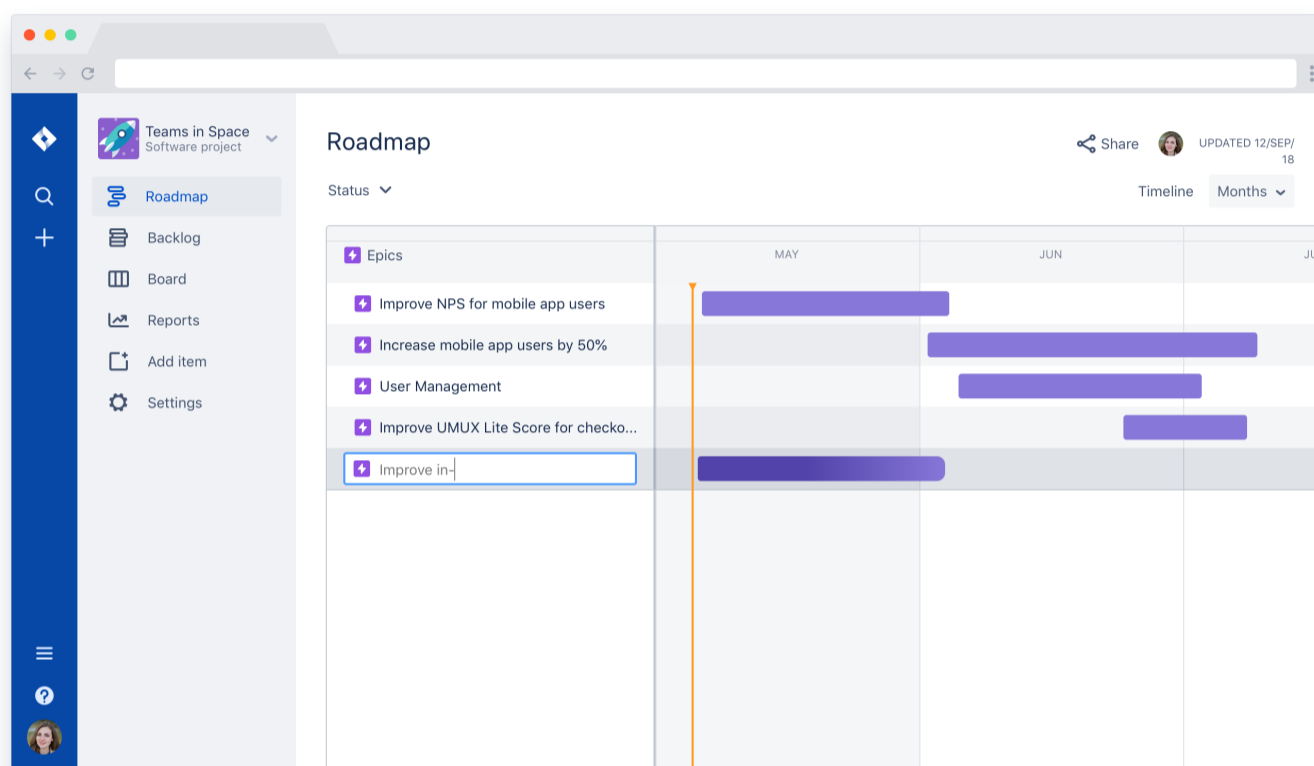 Teams in Space
Software project
Roadmap
Backlog
Board
Reports
Add item
Settings
Roadmap
Share
UPDATED 12/SEP/
18
Status
Timeline
Months
Epics
MAY
JUN
JU
Improve NPS for mobile app users
Increase mobile app users by 50%
User Management
Improve UMUX Lite Score for checko...
Improve in-